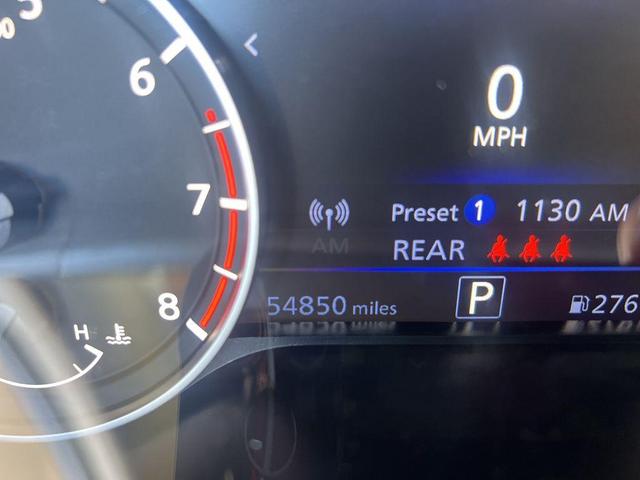 6
7
8
H
<
0
MPH
Preset 1 1130 AM
AM
REAR
54850 miles
P
276